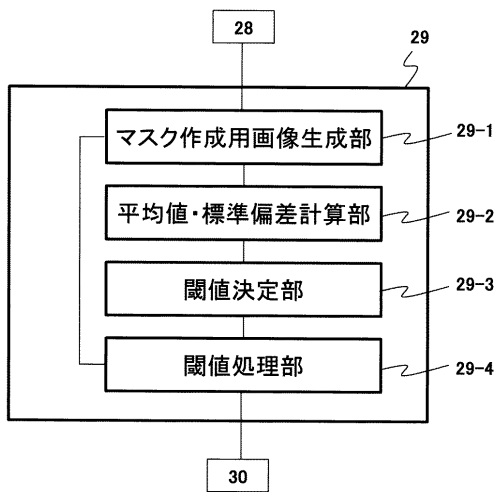 28
29
マスク作成用画像生成部
29-1
平均値・標準偏差計算部
29-2
閾値決定部
29-3
閾値処理部
29-4
30